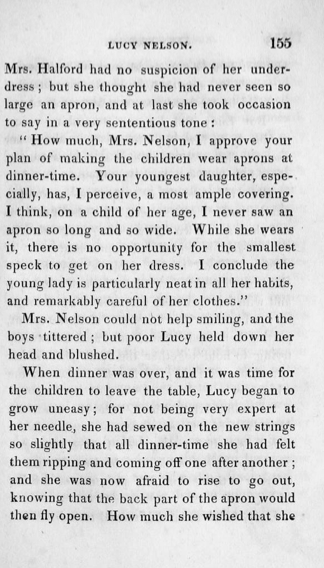 LUCY NELSON. 155
Mrs. Halford had no suspicion of her under-
dress ; but she thought she had never seen so
large an apron, and at last she took occasion
to say in a very sententious tone :
" How much, Mrs. Nelson, I approve your
plan of making the children wear aprons at
dinner-time. Your youngest daughter, espe-
cially, has, I perceive, a most ample covering.
I think, on a child of her age, I never saw an
apron so long and so wide. While she wears
it, there is no opportunity for the smallest
speck to get on her dress. I conclude the
young lady is particularly neat in all her habits,
and remarkably careful of her clothes."
Mrs. Nelson could not help smiling, and the
boys tittered ; but poor Lucy held down her
head and blushed.
When dinner was over, and it was time for
the children to leave the table, Lucy began to
grow uneasy ; for not being very expert at
her needle, she had sewed on the new strings
so slightly that all dinner-time she had felt
them ripping and coming off one after another ;
and she was now afraid to rise to go out,
knowing that the back part of the apron would
then fly open. How much she wished that she